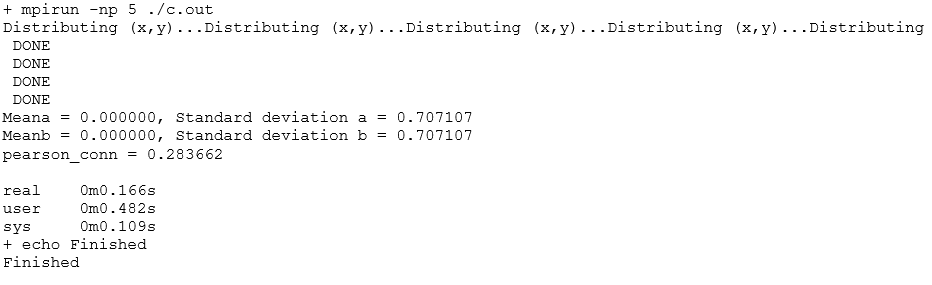 + mpirun -np 5 ./c.out
Distributing (x,y)...Distributing (x,y)...Distributing (x,y)...Distributing (x,y)...Distributing
 DONE
 DONE
 DONE
 DONE
Meana = 0.000000, Standard deviation a = 0.707107
Meanb = 0.000000, Standard deviation b = 0.707107
pearson_conn = 0.283662

real    0m0.166s
user    0m0.482s
sys     0m0.109s
+ echo Finished
Finished